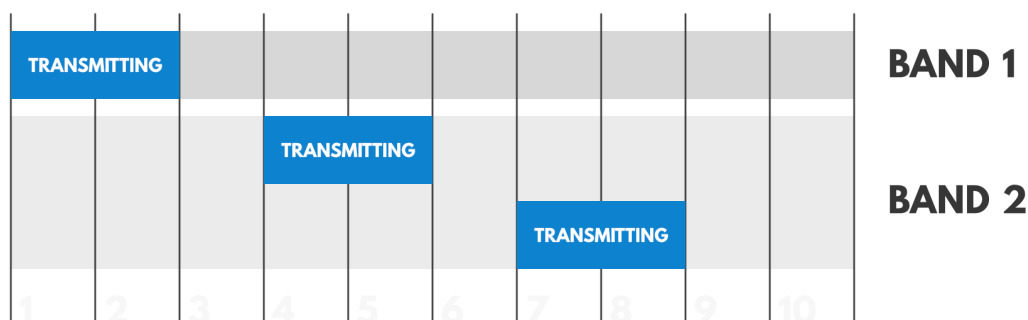 TRANSMITTING
BAND 1
TRANSMITTING
BAND 2
TRANSMITTING
1 2 3 4 5 6 7 8 9 10